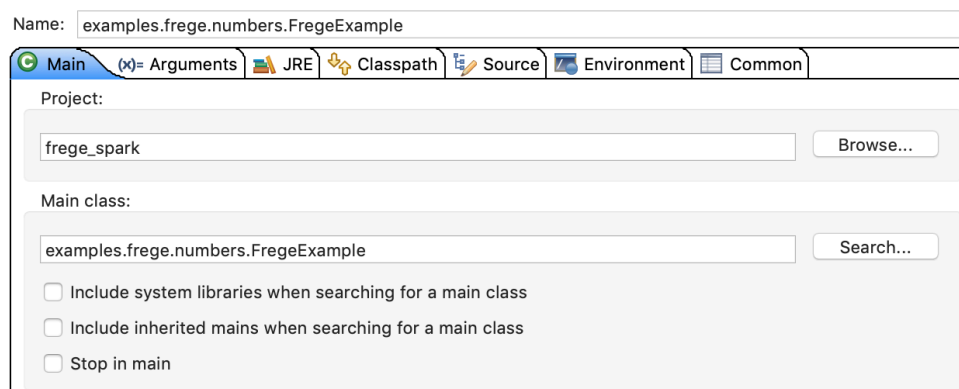 Name: examples.frege.numbers.FregeExample
Main (x)= Arguments JRE Classpath Source Environment Common
Project:
frege_spark Browse...
Main class:
examples.frege.numbers.FregeExample Search...
Include system libraries when searching for a main class
Include inherited mains when searching for a main class
Stop in main